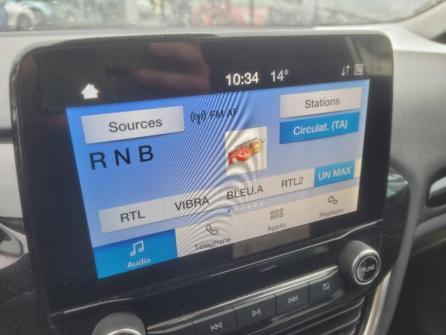 10:34 14°
Sources
FM AF
Stations
Circulat. (TA)
R N B
RTL
VIBRA
BLEU.A
RTL2
UN MAX
Audio
Téléphone
Applis
Réglages
TUNE